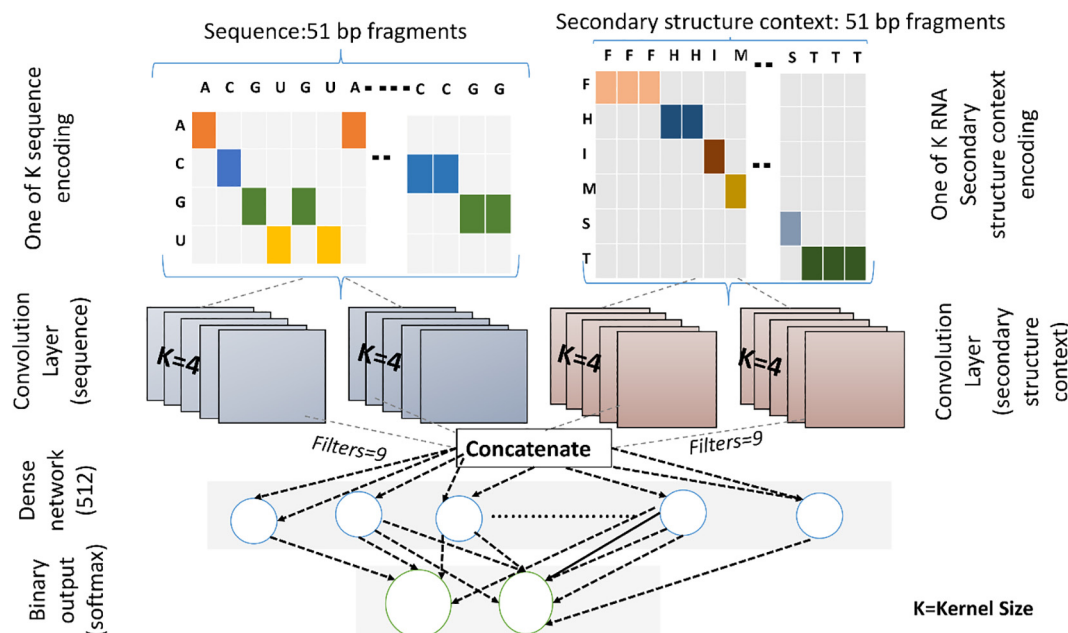 Sequence:51 bp fragments
Secondary structure context: 51 bp fragments
A C G U G U A C C G G
F F F H H I M S T T T
One of K sequence
encoding
A
C
G
U
F
H
I
M
S
T
One of K RNA
Secondary
structure context
encoding
Convolution
Layer
(sequence)
K=4
K=4
K=4
K=4
Convolution
Layer
(secondary
structure
context)
Filters=9
Concatenate
Filters=9
Dense
network
(512)
Binary
output
(softmax)
K=Kernel Size